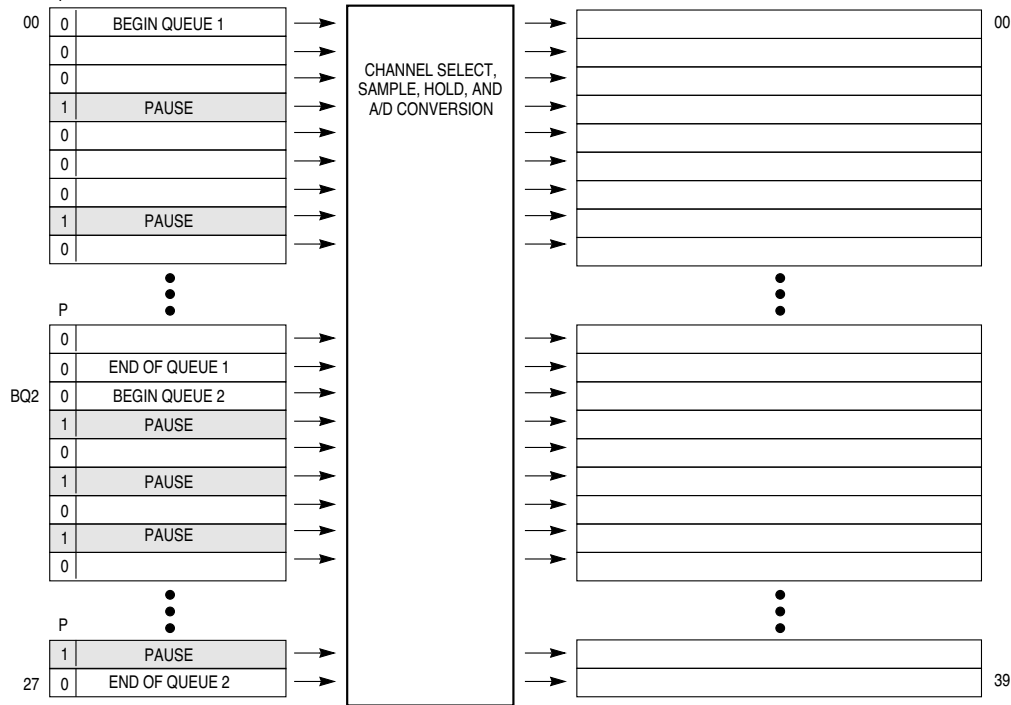 00 0 BEGIN QUEUE 1 00
0
0
1 PAUSE
0
0
0
1 PAUSE
0
CHANNEL SELECT,
SAMPLE, HOLD, AND
A/D CONVERSION
P
0
0 END OF QUEUE 1
BQ2 0 BEGIN QUEUE 2
1 PAUSE
0
1 PAUSE
0
1 PAUSE
0
P
1 PAUSE
27 0 END OF QUEUE 2 39